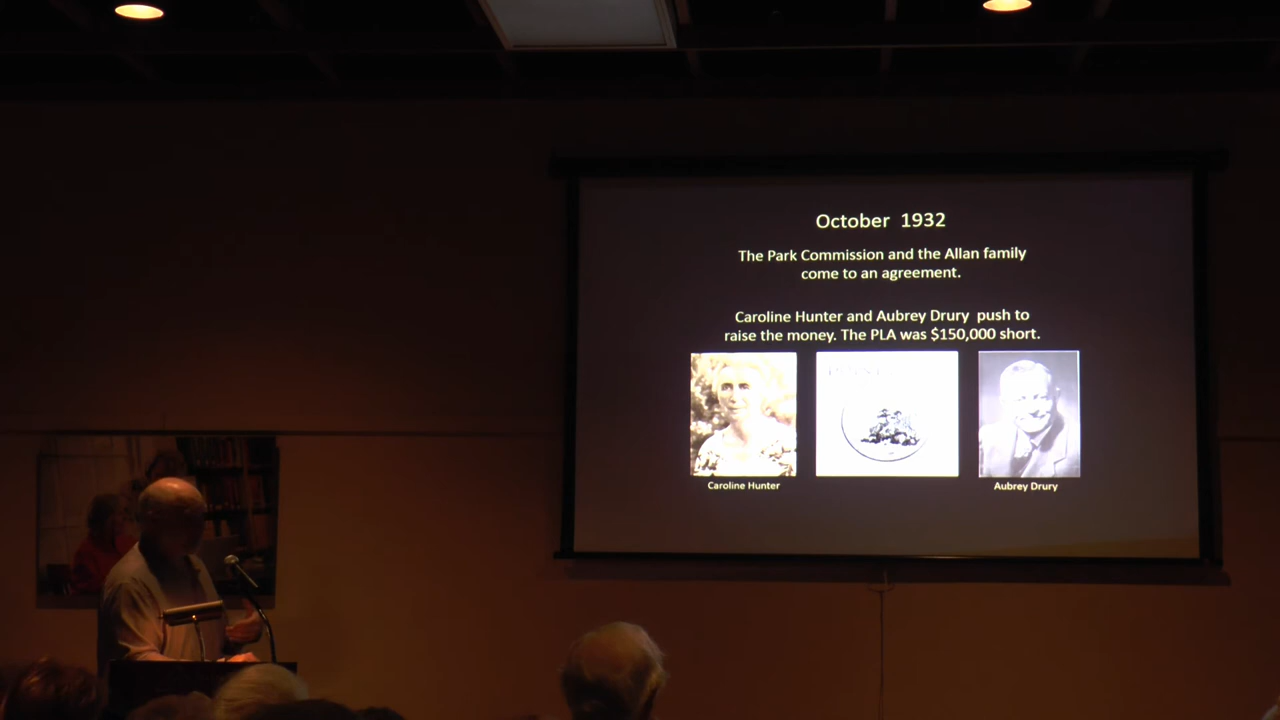 October 1932
The Park Commission and the Allan family
come to an agreement.
Caroline Hunter and Aubrey Drury push to
raise the money. The PLA was $150,000 short.
Caroline Hunter
Aubrey Drury